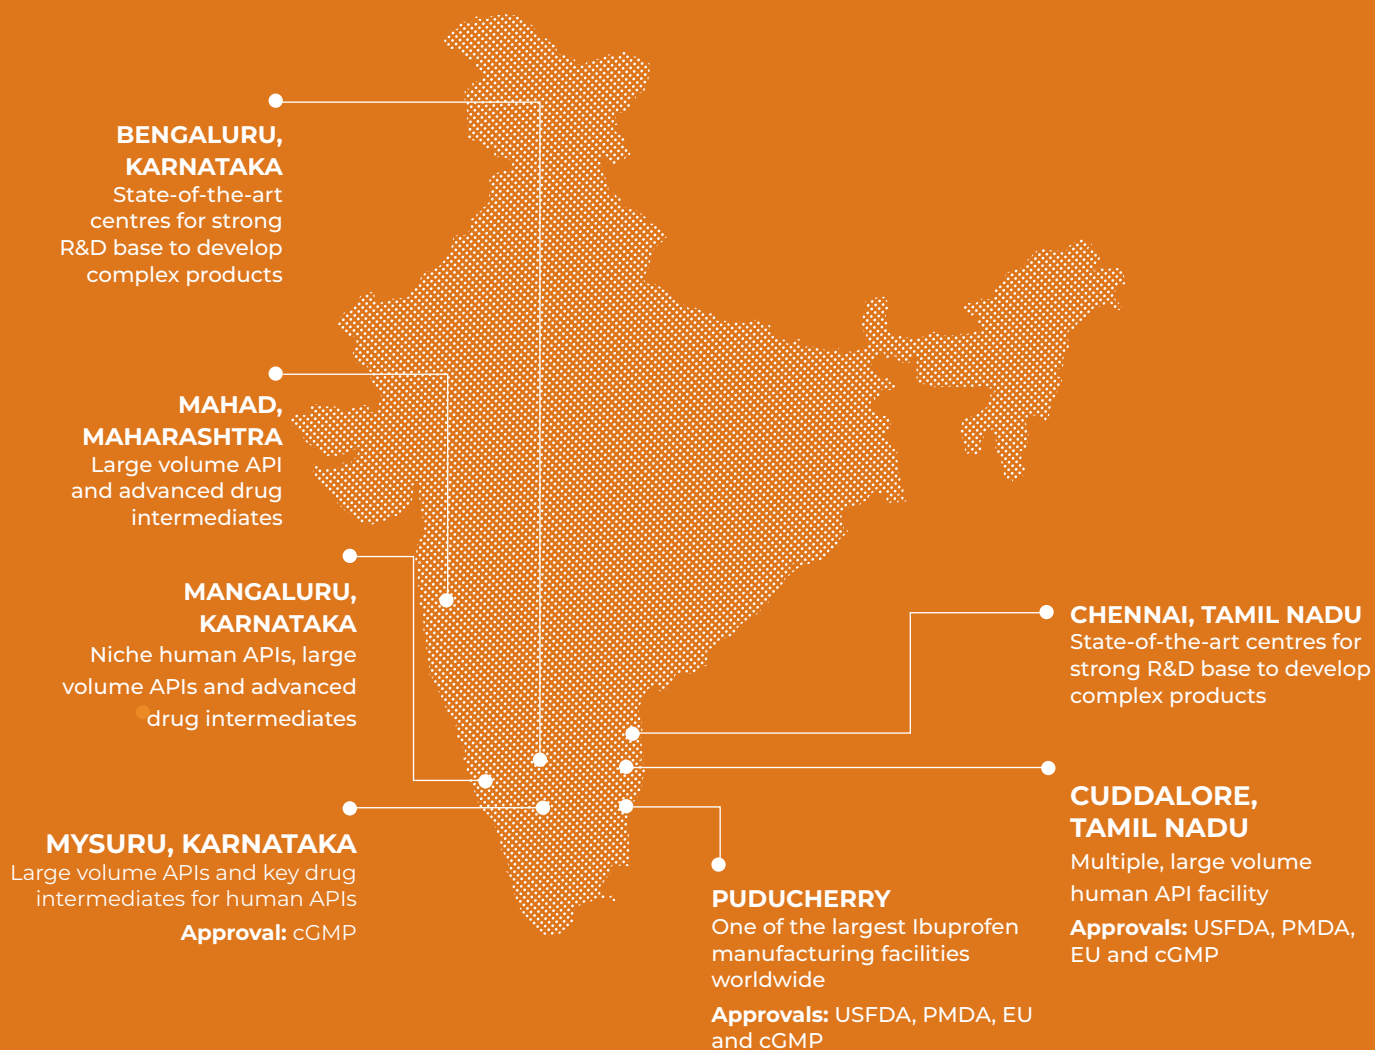 BENGALURU,
KARNATAKA
State-of-the-art
centres for strong
R&D base to develop
complex products
MAHAD,
MAHARASHTRA
Large volume API
and advanced drug
intermediates
MANGALURU,
KARNATAKA
Niche human APIs, large
volume APIs and advanced
drug intermediates
MYSURU, KARNATAKA
Large volume APIs and key drug
intermediates for human APIs
Approval: cGMP
CHENNAI, TAMIL NADU
State-of-the-art centres for
strong R&D base to develop
complex products
CUDDALORE,
TAMIL NADU
Multiple, large volume
human API facility
Approvals: USFDA, PMDA,
EU and cGMP
PUDUCHERRY
One of the largest Ibuprofen
manufacturing facilities
worldwide
Approvals: USFDA, PMDA, EU
and cGMP